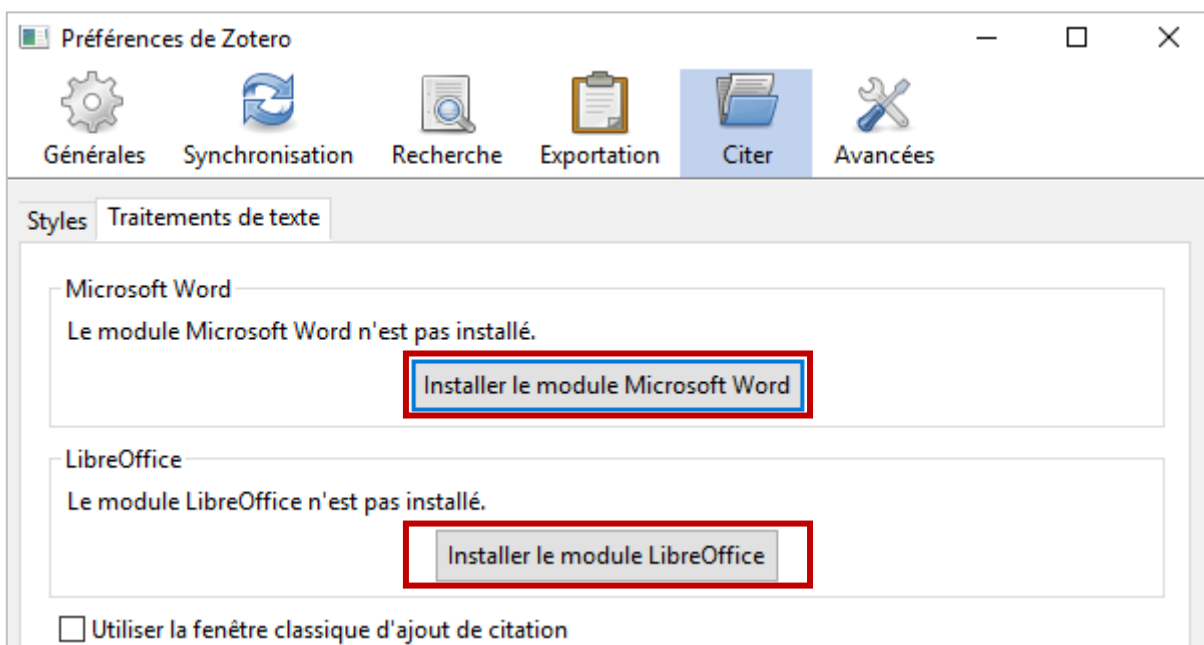 Préférences de Zotero
Générales Synchronisation Recherche Exportation Citer Avancées
Styles Traitements de texte
Microsoft Word
Le module Microsoft Word n'est pas installé.
Installer le module Microsoft Word
LibreOffice
Le module LibreOffice n'est pas installé.
Installer le module LibreOffice
Utiliser la fenêtre classique d'ajout de citation